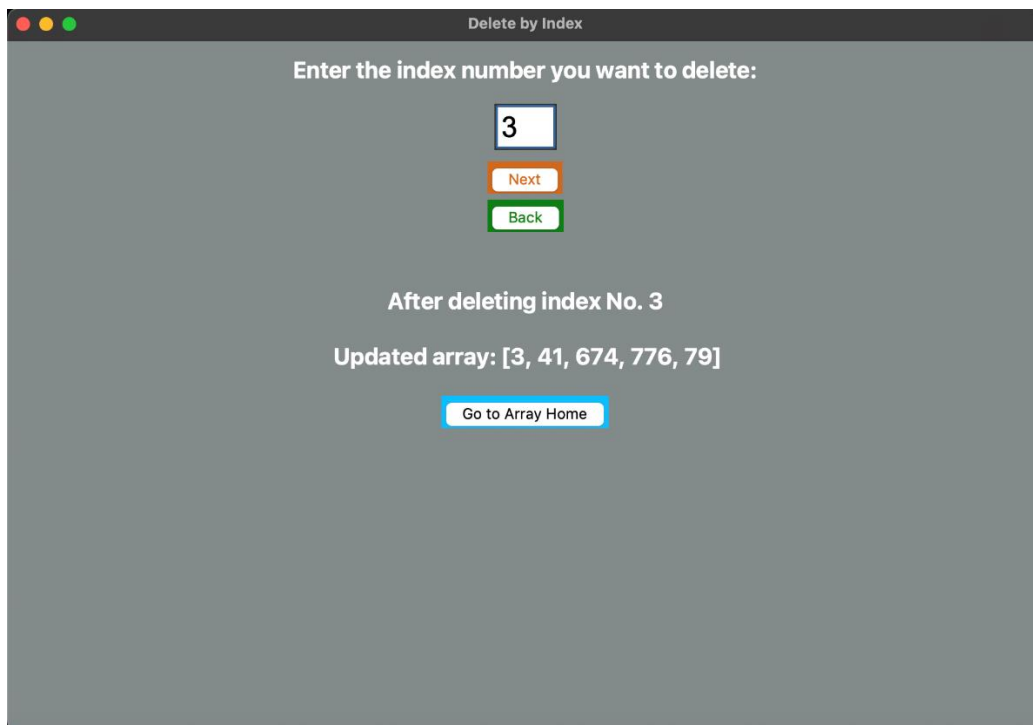 Delete by Index
Enter the index number you want to delete:
3
Next
Back
After deleting index No. 3
Updated array: [3, 41, 674, 776, 79]
Go to Array Home